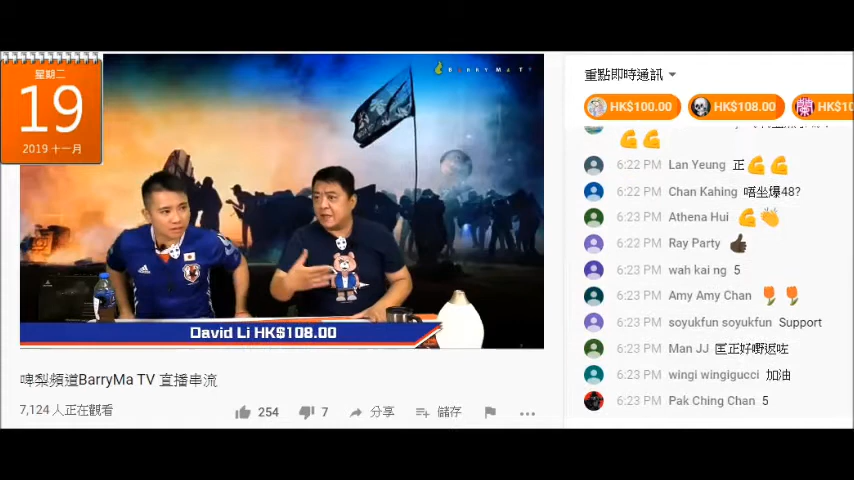 星期二
19
2019 十一月
BARRYMA TV
David Li HK$108.00
啤梨頻道BarryMa TV 直播串流
7,124 人正在觀看
254
7
分享
儲存
重點即時通訊
HK$100.00
HK$108.00
蘭 HK$10
6:22 PM Lan Yeung 正💪💪
6:22 PM Chan Kahing 唔坐爆48?
6:23 PM Athena Hui 💪👏
6:22 PM Ray Party 👍🏿
6:23 PM wah kai ng 5
6:23 PM Amy Amy Chan 🌷🌷
6:23 PM soyukfun soyukfun Support
6:23 PM Man JJ 匡正好嘢返咗
6:23 PM wingi wingigucci 加油
6:23 PM Pak Ching Chan 5